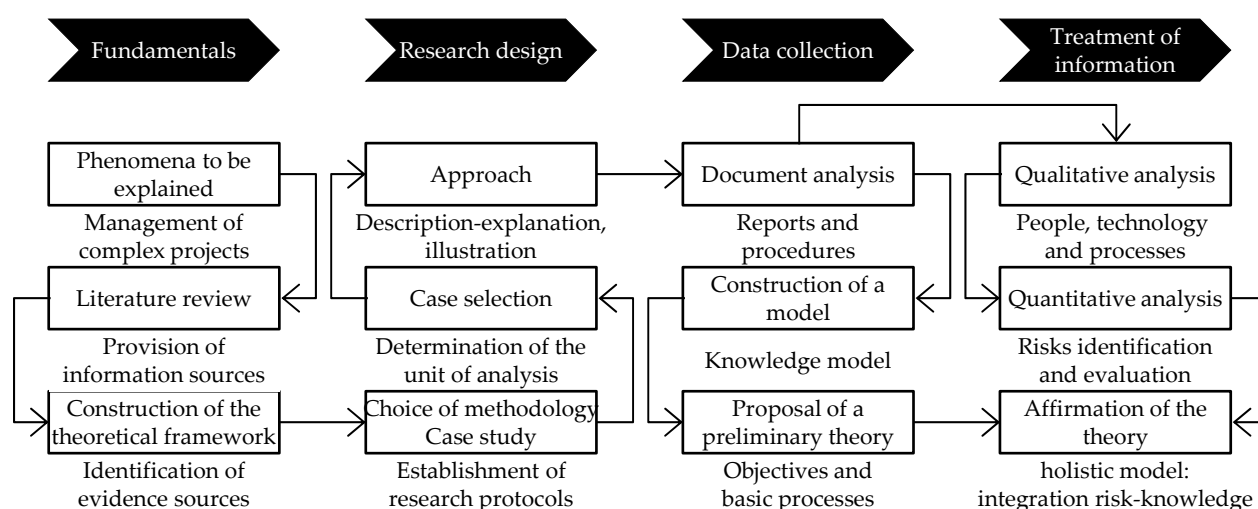 Fundamentals
Research design
Data collection
Treatment of
information
Phenomena to be
explained
Management of
complex projects
Literature review
Provision of
information sources
Construction of the
theoretical framework
Identification of
evidence sources
Approach
Description-explanation,
illustration
Case selection
Determination of the
unit of analysis
Choice of methodology
Case study
Establishment of
research protocols
Document analysis
Reports and
procedures
Construction of a
model
Knowledge model
Proposal of a
preliminary theory
Objectives and
basic processes
Qualitative analysis
People, technology
and processes
Quantitative analysis
Risks identification
and evaluation
Affirmation of the
theory
holistic model:
integration risk-knowledge